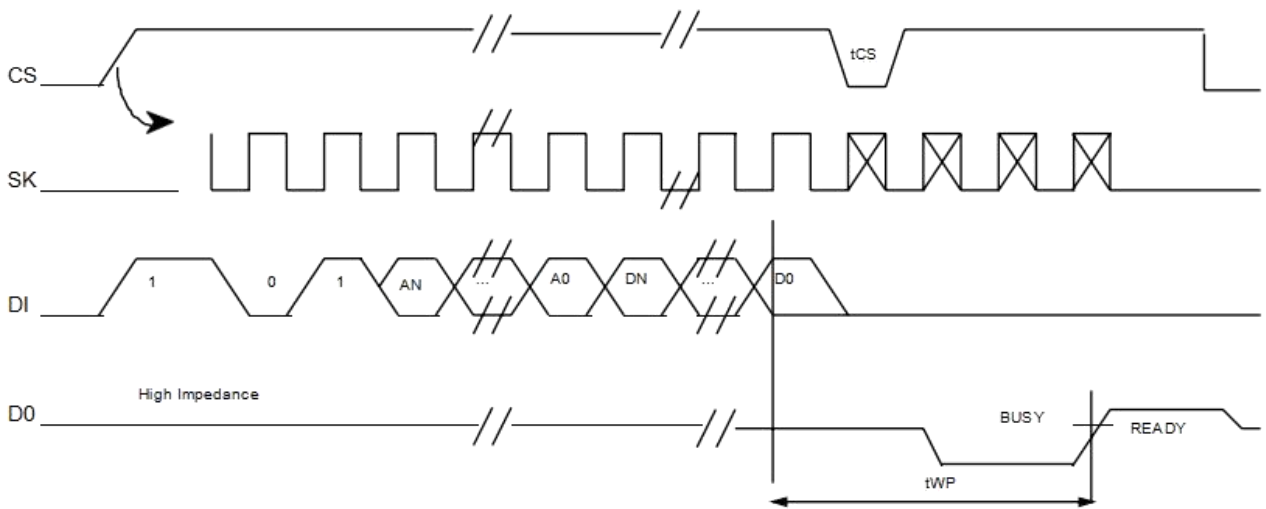 CS
tCS
SK
1 0 1 AN ... A0 DN ... D0
DI
High Impedance
D0
BUSY
READY
tWP